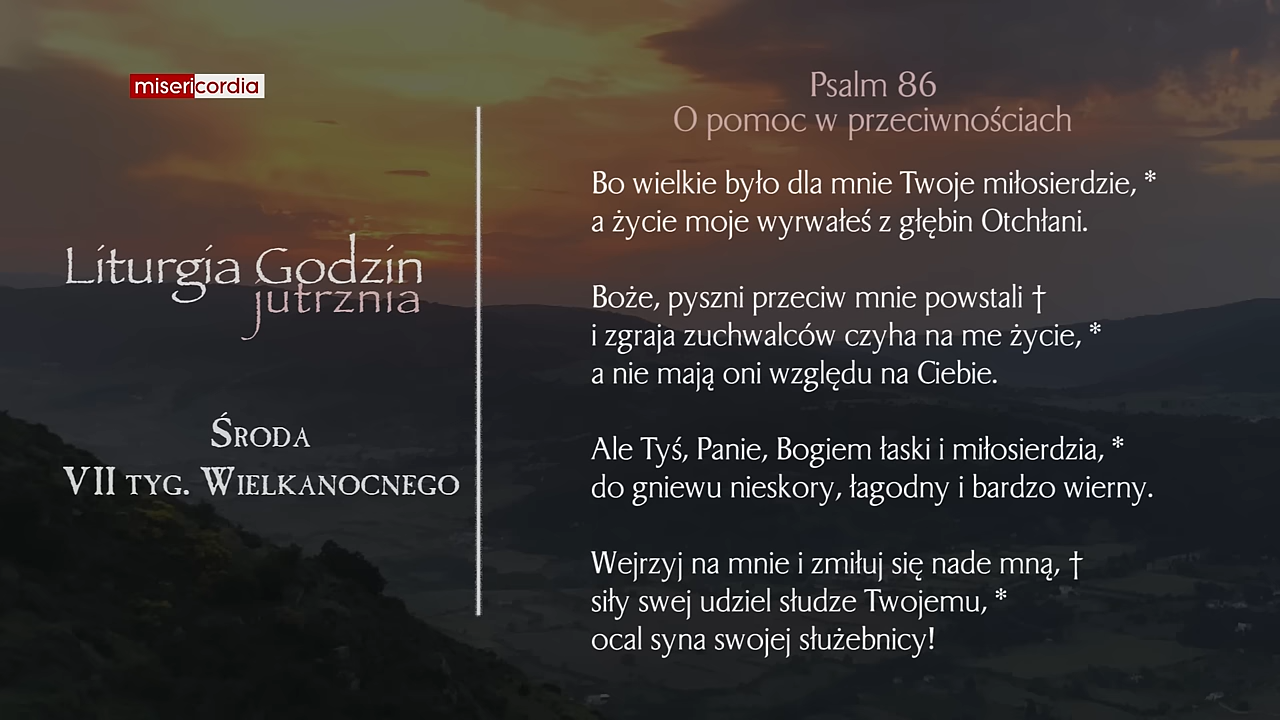 misericordia
Liturgia Godzin
jutrznia
Środa
VII tyg. Wielkanocnego
Psalm 86
O pomoc w przeciwnościach
Bo wielkie było dla mnie Twoje miłosierdzie, *
a życie moje wyrwałeś z głębin Otchłani.
Boże, pyszni przeciw mnie powstali †
i zgraja zuchwalców czyha na me życie, *
a nie mają oni względu na Ciebie.
Ale Tyś, Panie, Bogiem łaski i miłosierdzia, *
do gniewu nieskory, łagodny i bardzo wierny.
Wejrzyj na mnie i zmiłuj się nade mną, †
siły swej udziel słudze Twojemu, *
ocal syna swojej służebnicy!